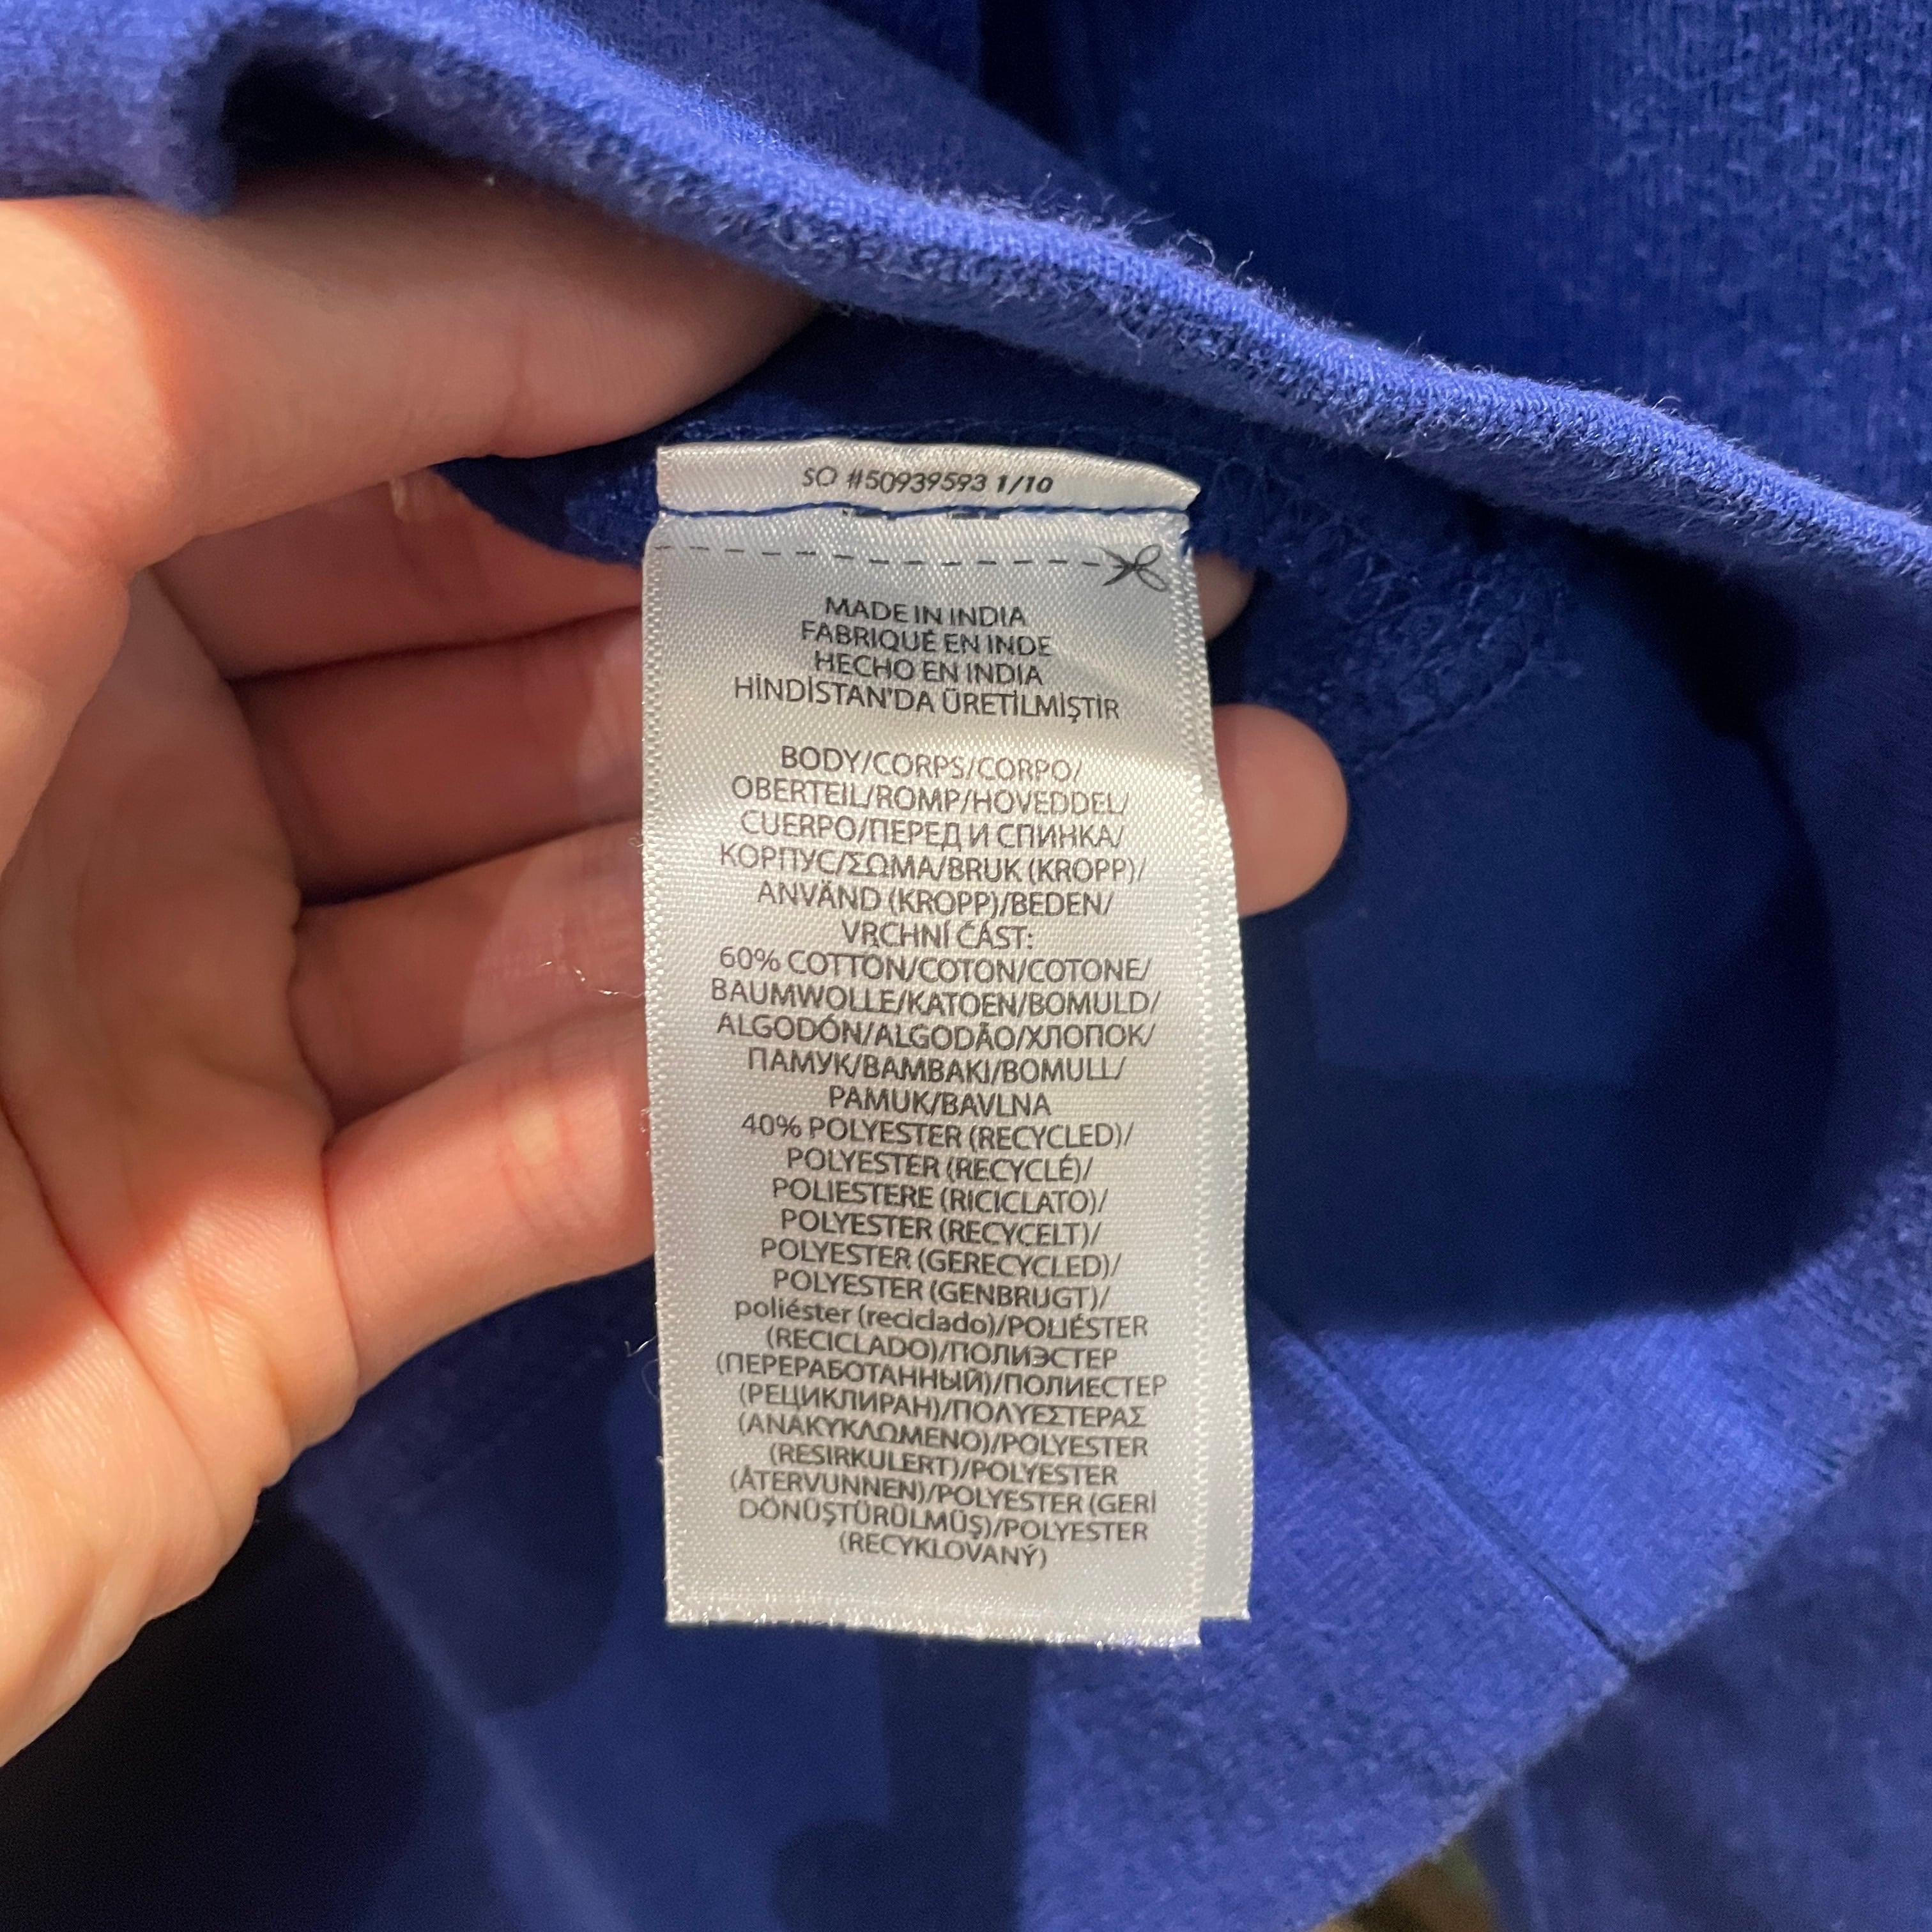 SO #50939593 1/10
MADE IN INDIA
FABRIQUÉ EN INDE
HECHO EN INDIA
HİNDİSTAN'DA ÜRETİLMİŞTİR
BODY/CORPS/CORPO/
OBERTEIL/ROMP/HOVEDDEL/
CUERPO/ПЕРЕД И СПИНКА/
КОРПУС/ΣΩΜΑ/BRUK (KROPP)/
ANVÄND (KROPP)/BEDEN/
VRCHNÍ ČÁST:
60% COTTON/COTON/COTONE/
BAUMWOLLE/KATOEN/BOMULD/
ALGODÓN/ALGODÃO/ХЛОПОК/
ПАМУК/ΒΑΜΒΑΚΙ/BOMULL/
PAMUK/BAVLNA
40% POLYESTER (RECYCLED)/
POLYESTER (RECYCLÉ)/
POLIESTERE (RICICLATO)/
POLYESTER (RECYCELT)/
POLYESTER (GERECYCLED)/
POLYESTER (GENBRUGT)/
poliéster (reciclado)/POLIÉSTER
(RECICLADO)/ПОЛИЭСТЕР
(ПЕРЕРАБОТАННЫЙ)/ПОЛИЕСТЕР
(РЕЦИКЛИРАН)/ΠΟΛΥΕΣΤΕΡΑΣ
(ΑΝΑΚΥΚΛΩΜΕΝΟ)/POLYESTER
(RESIRKULERT)/POLYESTER
(ÅTERVUNNEN)/POLYESTER (GERİ
DÖNÜŞTÜRÜLMÜŞ)/POLYESTER
(RECYKLOVANÝ)